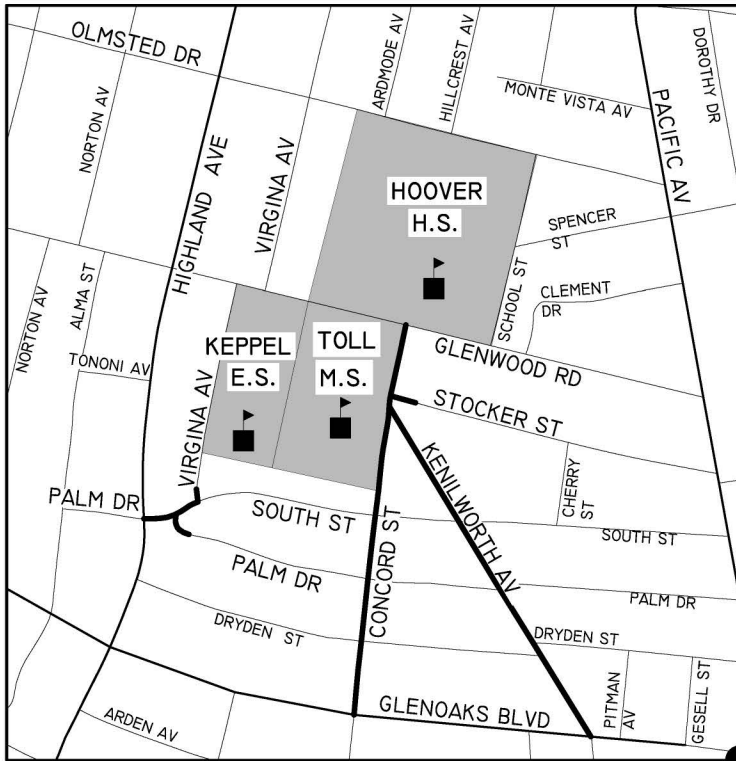 OLMSTED DR
NORTON AV
HIGHLAND AVE
VIRGINA AV
ARDMODE AV
HILLCREST AV
MONTE VISTA AV
PACIFIC AV
DOROTHY DR
HOOVER
H.S.
SPENCER
ST
SCHOOL ST
CLEMENT
DR
NORTON AV
ALMA ST
TONONI AV
KEPPEL
E.S.
TOLL
M.S.
GLENWOOD RD
STOCKER ST
VIRGINA AV
KENILWORTH AV
CHERRY
ST
PALM DR
SOUTH ST
SOUTH ST
PALM DR
CONCORD ST
PALM DR
DRYDEN ST
DRYDEN ST
PITMAN
AV
GESELL ST
GLENOAKS BLVD
ARDEN AV